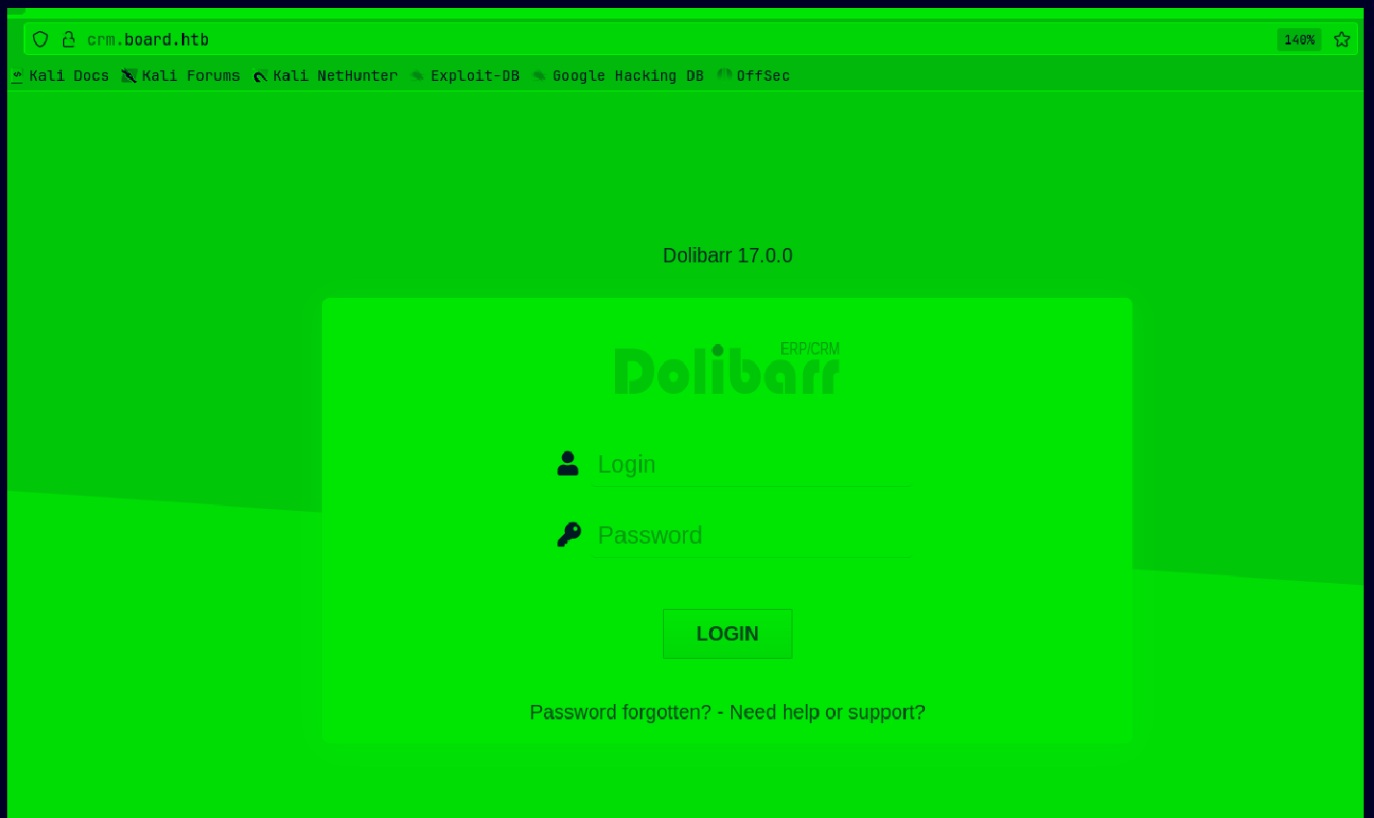 crm.board.htb 140%
Kali Docs Kali Forums Kali NetHunter Exploit-DB Google Hacking DB OffSec
Dolibarr 17.0.0
ERP/CRM
Dolibarr
Login
Password
LOGIN
Password forgotten? - Need help or support?